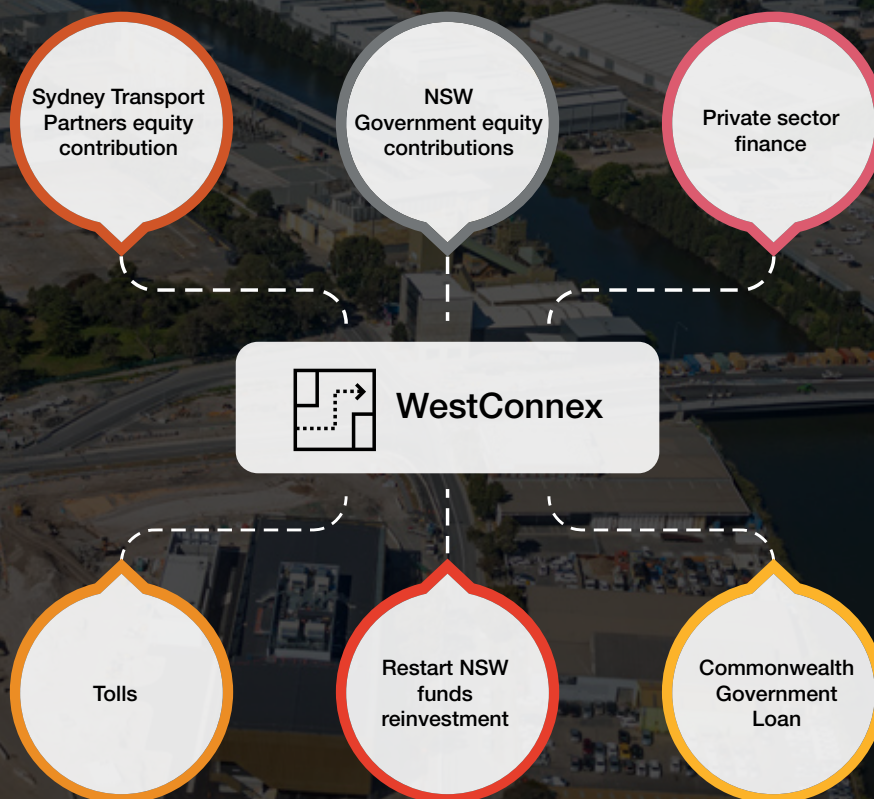 Sydney Transport
Partners equity
contribution
NSW
Government equity
contributions
Private sector
finance
WestConnex
Tolls
Restart NSW
funds
reinvestment
Commonwealth
Government
Loan